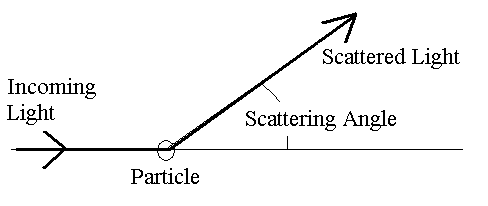 Scattered Light
Incoming
Light
Scattering Angle
Particle